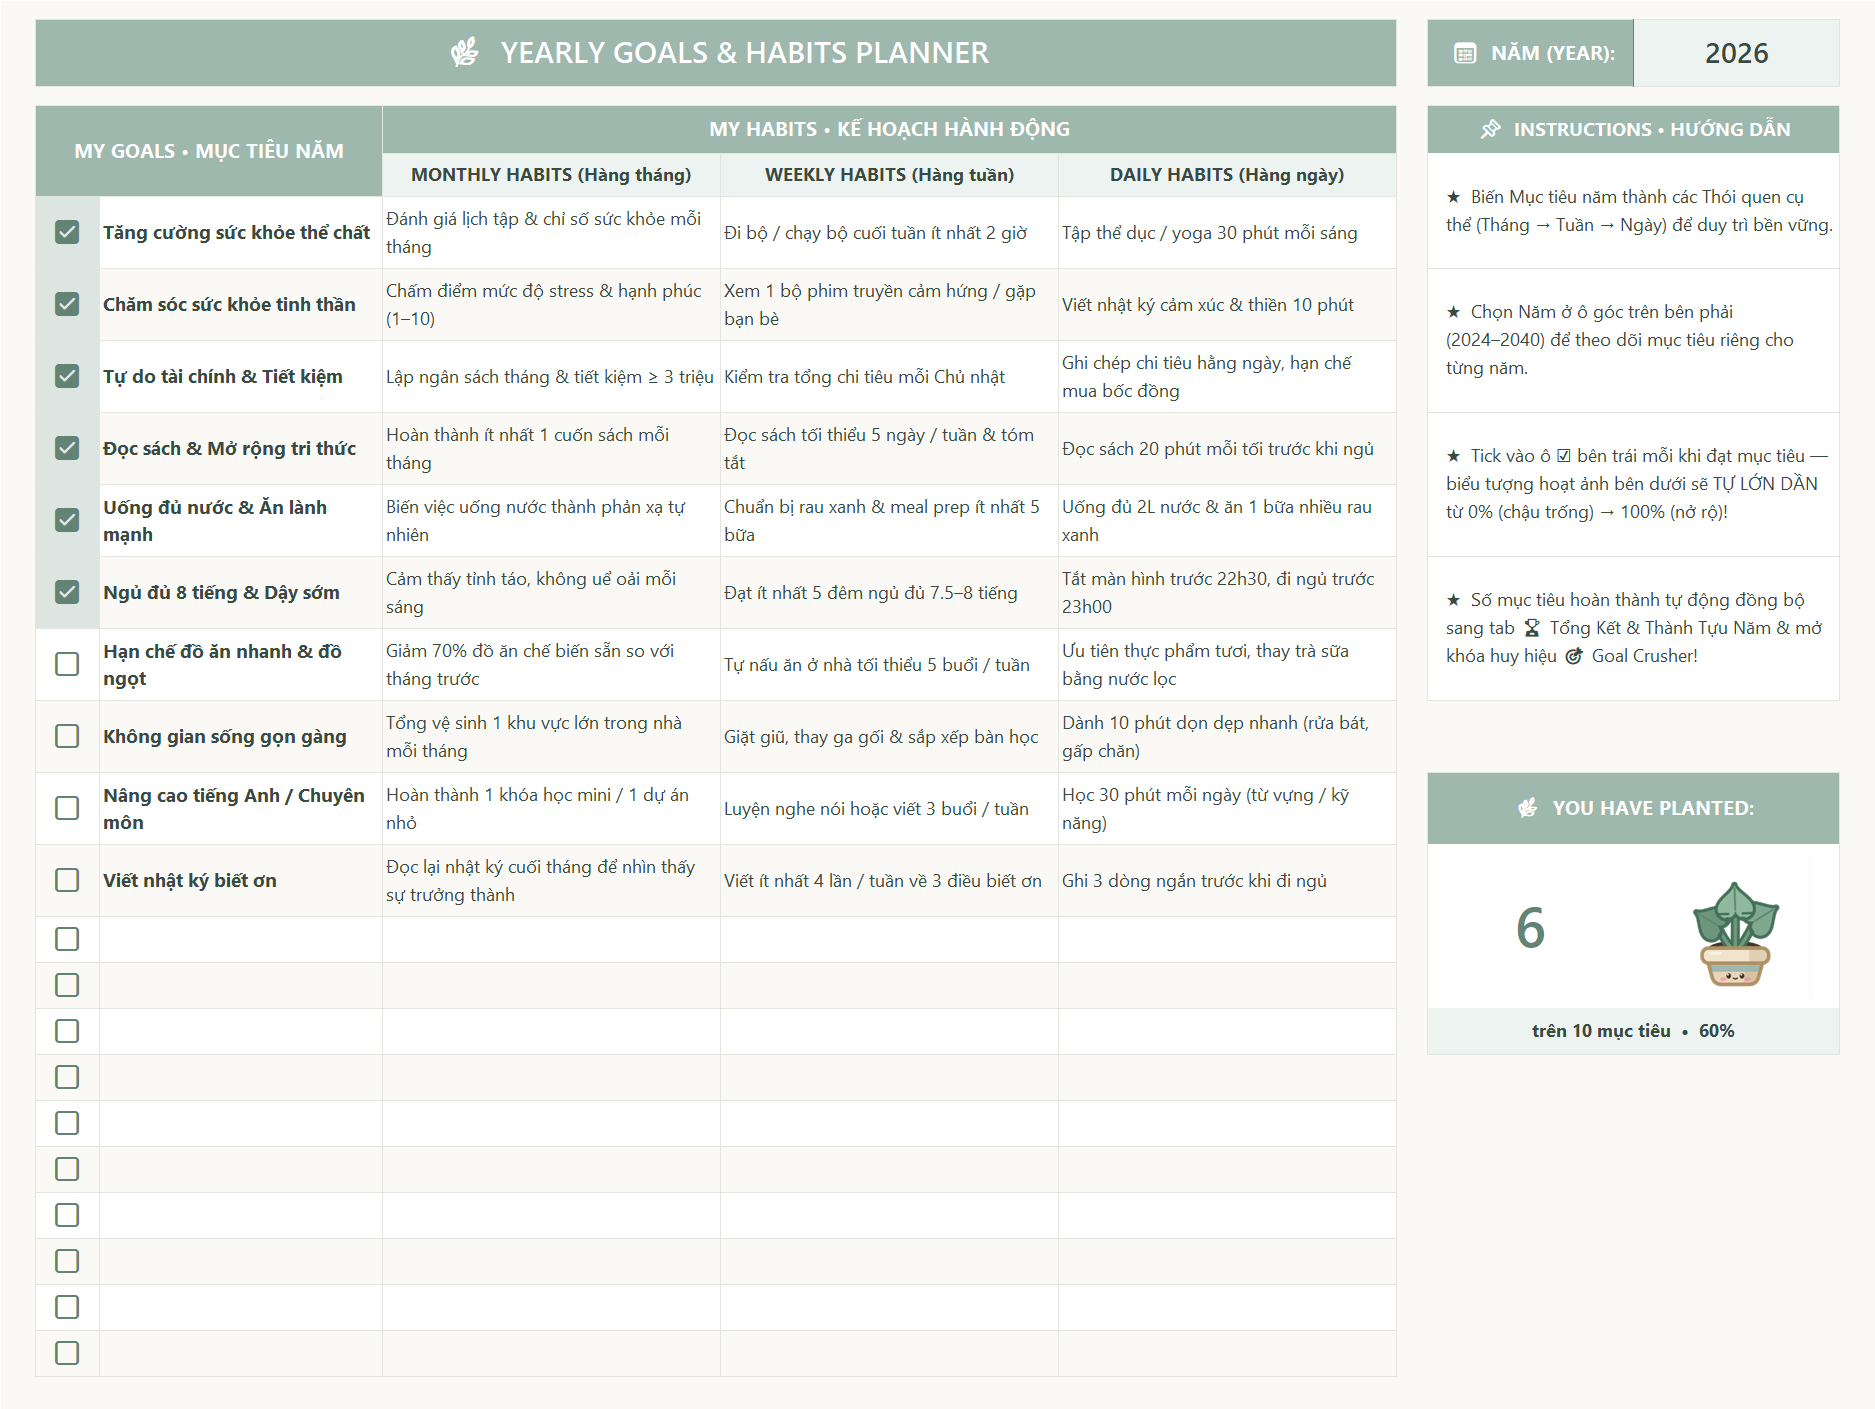 YEARLY GOALS & HABITS PLANNER
NĂM (YEAR):
2026
MY GOALS • MỤC TIÊU NĂM
MY HABITS • KẾ HOẠCH HÀNH ĐỘNG
MONTHLY HABITS (Hàng tháng)
WEEKLY HABITS (Hàng tuần)
DAILY HABITS (Hàng ngày)
Tăng cường sức khỏe thể chất
Đánh giá lịch tập & chỉ số sức khỏe mỗi
tháng
Đi bộ / chạy bộ cuối tuần ít nhất 2 giờ
Tập thể dục / yoga 30 phút mỗi sáng
Chăm sóc sức khỏe tinh thần
Chấm điểm mức độ stress & hạnh phúc
(1–10)
Xem 1 bộ phim truyền cảm hứng / gặp
bạn bè
Viết nhật ký cảm xúc & thiền 10 phút
Tự do tài chính & Tiết kiệm
Lập ngân sách tháng & tiết kiệm ≥ 3 triệu
Kiểm tra tổng chi tiêu mỗi Chủ nhật
Ghi chép chi tiêu hằng ngày, hạn chế
mua bốc đồng
Đọc sách & Mở rộng tri thức
Hoàn thành ít nhất 1 cuốn sách mỗi
tháng
Đọc sách tối thiểu 5 ngày / tuần & tóm
tắt
Đọc sách 20 phút mỗi tối trước khi ngủ
Uống đủ nước & Ăn lành
mạnh
Biến việc uống nước thành phản xạ tự
nhiên
Chuẩn bị rau xanh & meal prep ít nhất 5
bữa
Uống đủ 2L nước & ăn 1 bữa nhiều rau
xanh
Ngủ đủ 8 tiếng & Dậy sớm
Cảm thấy tỉnh táo, không uể oải mỗi
sáng
Đạt ít nhất 5 đêm ngủ đủ 7.5–8 tiếng
Tắt màn hình trước 22h30, đi ngủ trước
23h00
Hạn chế đồ ăn nhanh & đồ
ngọt
Giảm 70% đồ ăn chế biến sẵn so với
tháng trước
Tự nấu ăn ở nhà tối thiểu 5 buổi / tuần
Ưu tiên thực phẩm tươi, thay trà sữa
bằng nước lọc
Không gian sống gọn gàng
Tổng vệ sinh 1 khu vực lớn trong nhà
mỗi tháng
Giặt giũ, thay ga gối & sắp xếp bàn học
Dành 10 phút dọn dẹp nhanh (rửa bát,
gấp chăn)
Nâng cao tiếng Anh / Chuyên
môn
Hoàn thành 1 khóa học mini / 1 dự án
nhỏ
Luyện nghe nói hoặc viết 3 buổi / tuần
Học 30 phút mỗi ngày (từ vựng / kỹ
năng)
Viết nhật ký biết ơn
Đọc lại nhật ký cuối tháng để nhìn thấy
sự trưởng thành
Viết ít nhất 4 lần / tuần về 3 điều biết ơn
Ghi 3 dòng ngắn trước khi đi ngủ
INSTRUCTIONS • HƯỚNG DẪN
★ Biến Mục tiêu năm thành các Thói quen cụ
thể (Tháng → Tuần → Ngày) để duy trì bền vững.
★ Chọn Năm ở ô góc trên bên phải
(2024–2040) để theo dõi mục tiêu riêng cho
từng năm.
★ Tick vào ô ☑ bên trái mỗi khi đạt mục tiêu —
biểu tượng hoạt ảnh bên dưới sẽ TỰ LỚN DẦN
từ 0% (chậu trống) → 100% (nở rộ)!
★ Số mục tiêu hoàn thành tự động đồng bộ
sang tab 🏆 Tổng Kết & Thành Tựu Năm & mở
khóa huy hiệu 🎯 Goal Crusher!
YOU HAVE PLANTED:
6
trên 10 mục tiêu • 60%